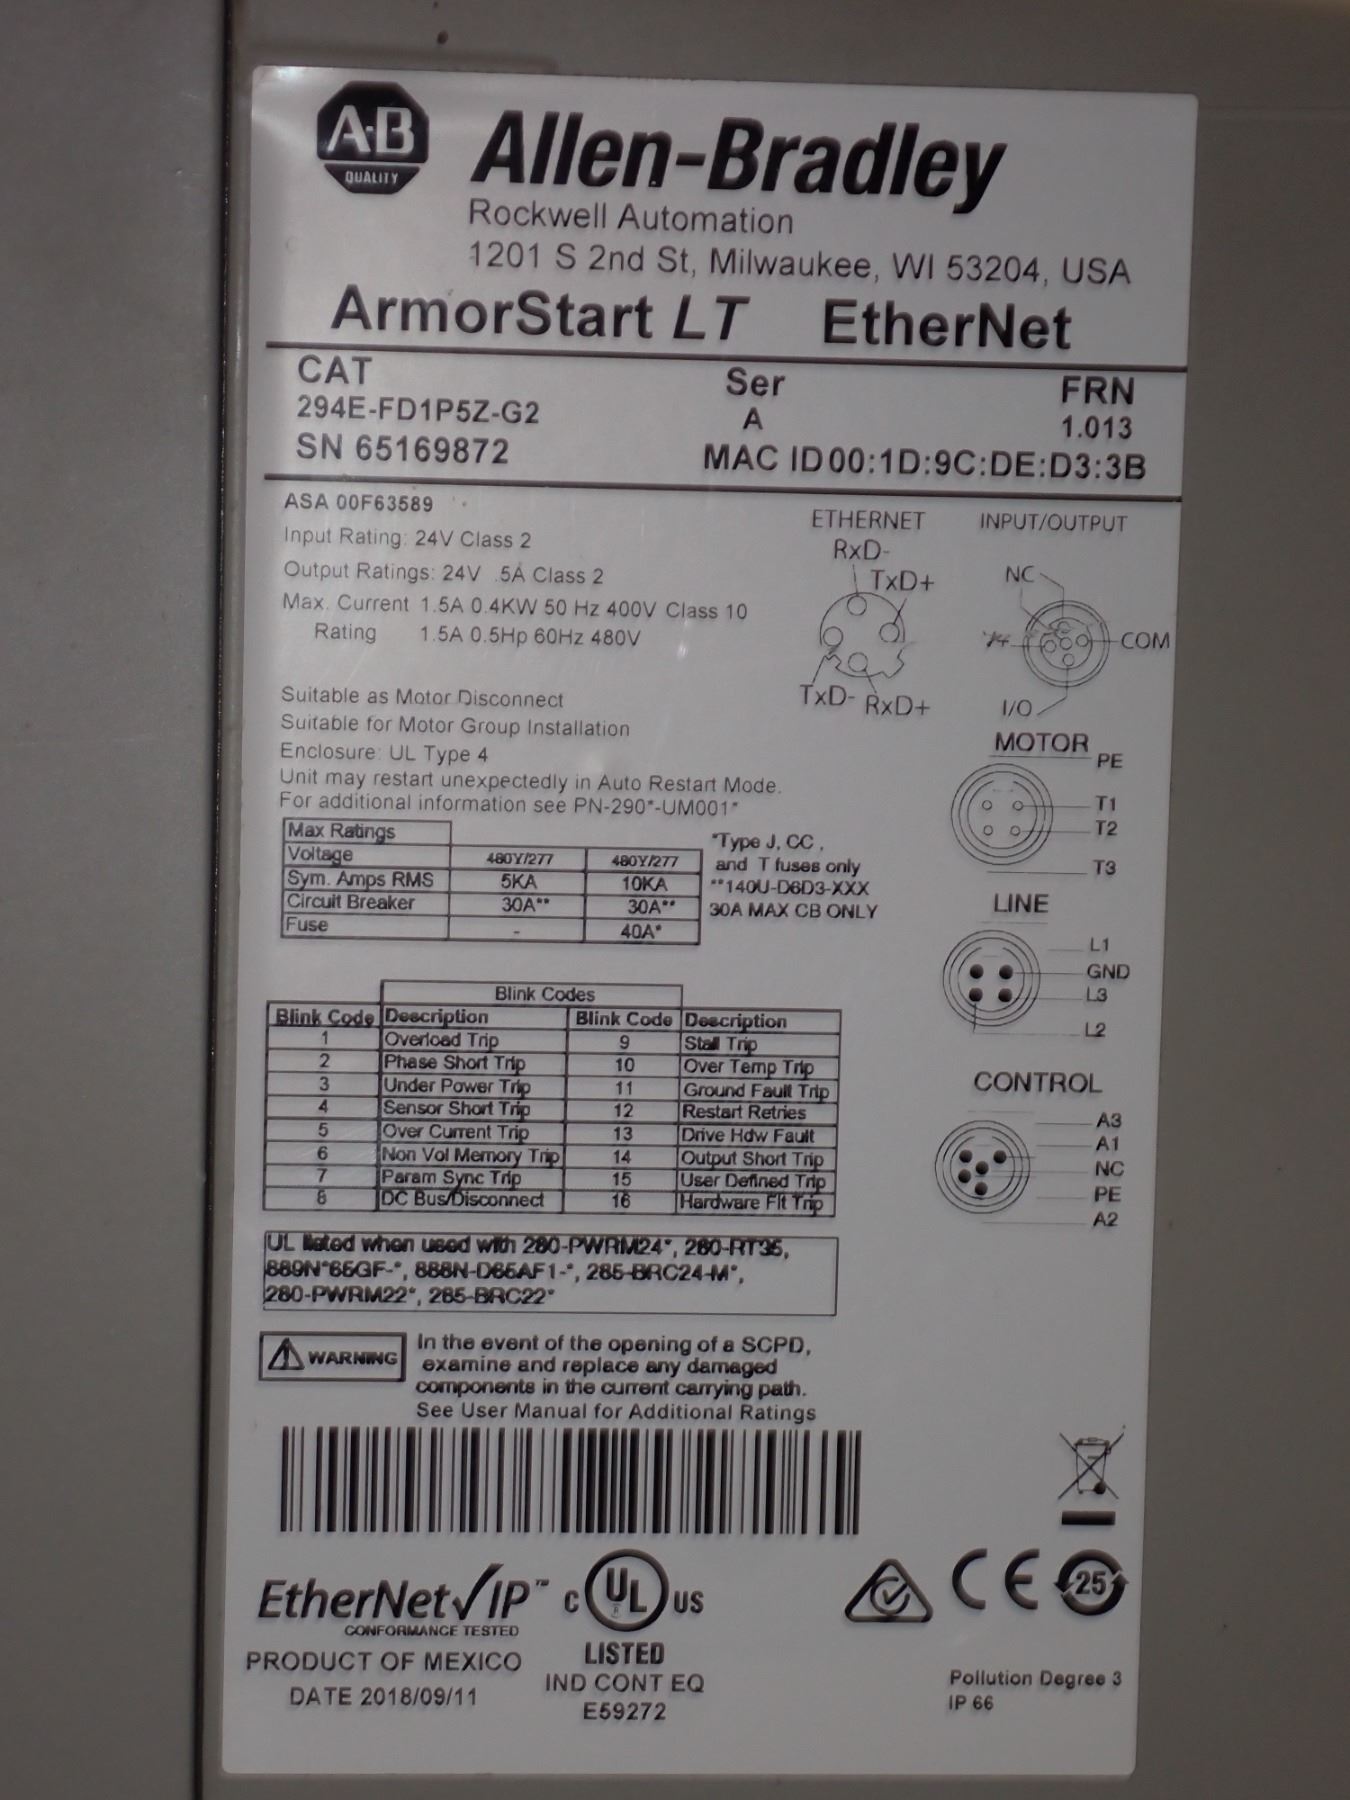 A-B
QUALITY
Allen-Bradley
Rockwell Automation
1201 S 2nd St, Milwaukee, WI 53204, USA
ArmorStart LT EtherNet
CAT Ser FRN
294E-FD1P5Z-G2 A 1.013
SN 65169872 MAC ID 00:1D:9C:DE:D3:3B
ASA 00F63589
Input Rating: 24V Class 2
Output Ratings: 24V .5A Class 2
Max. Current 1.5A 0.4KW 50 Hz 400V Class 10
Rating 1.5A 0.5Hp 60Hz 480V
ETHERNET
RxD-
TxD+
TxD- RxD+
INPUT/OUTPUT
NC
COM
I/O
Suitable as Motor Disconnect
Suitable for Motor Group Installation
Enclosure: UL Type 4
Unit may restart unexpectedly in Auto Restart Mode.
For additional information see PN-290*-UM001*
MOTOR
PE
T1
T2
T3
Max Ratings
Voltage 480Y/277 480Y/277
Sym. Amps RMS 5KA 10KA
Circuit Breaker 30A** 30A**
Fuse - 40A*
*Type J, CC,
and T fuses only
**140U-D6D3-XXX
30A MAX CB ONLY
LINE
L1
GND
L3
L2
Blink Codes
Blink Code Description Blink Code Description
1 Overload Trip 9 Stall Trip
2 Phase Short Trip 10 Over Temp Trip
3 Under Power Trip 11 Ground Fault Trip
4 Sensor Short Trip 12 Restart Retries
5 Over Current Trip 13 Drive Hdw Fault
6 Non Vol Memory Trip 14 Output Short Trip
7 Param Sync Trip 15 User Defined Trip
8 DC Bus/Disconnect 16 Hardware Flt Trip
CONTROL
A3
A1
NC
PE
A2
UL listed when used with 280-PWRM24*, 280-RT35,
889N*65GF-*, 888N-D65AF1-*, 285-BRC24-M*,
280-PWRM22*, 285-BRC22*
WARNING
In the event of the opening of a SCPD,
examine and replace any damaged
components in the current carrying path.
See User Manual for Additional Ratings
EtherNet/IP™
CONFORMANCE TESTED
PRODUCT OF MEXICO
DATE 2018/09/11
C UL US
LISTED
IND CONT EQ
E59272
CE 25
Pollution Degree 3
IP 66